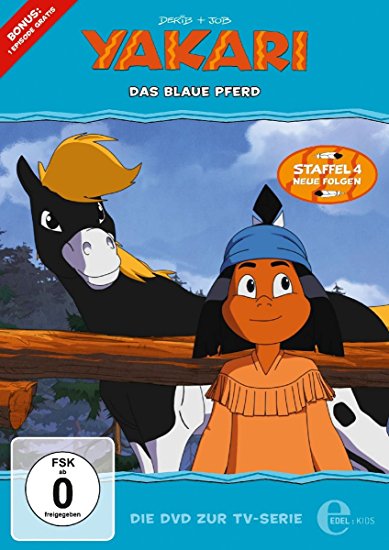 BONUS:
1 EPISODE GRATIS
DERIB + JOB
YAKARI
DAS BLAUE PFERD
STAFFEL 4
NEUE FOLGEN
FSK
ab
0
freigegeben
DIE DVD ZUR TV-SERIE
EDEL:KIDS